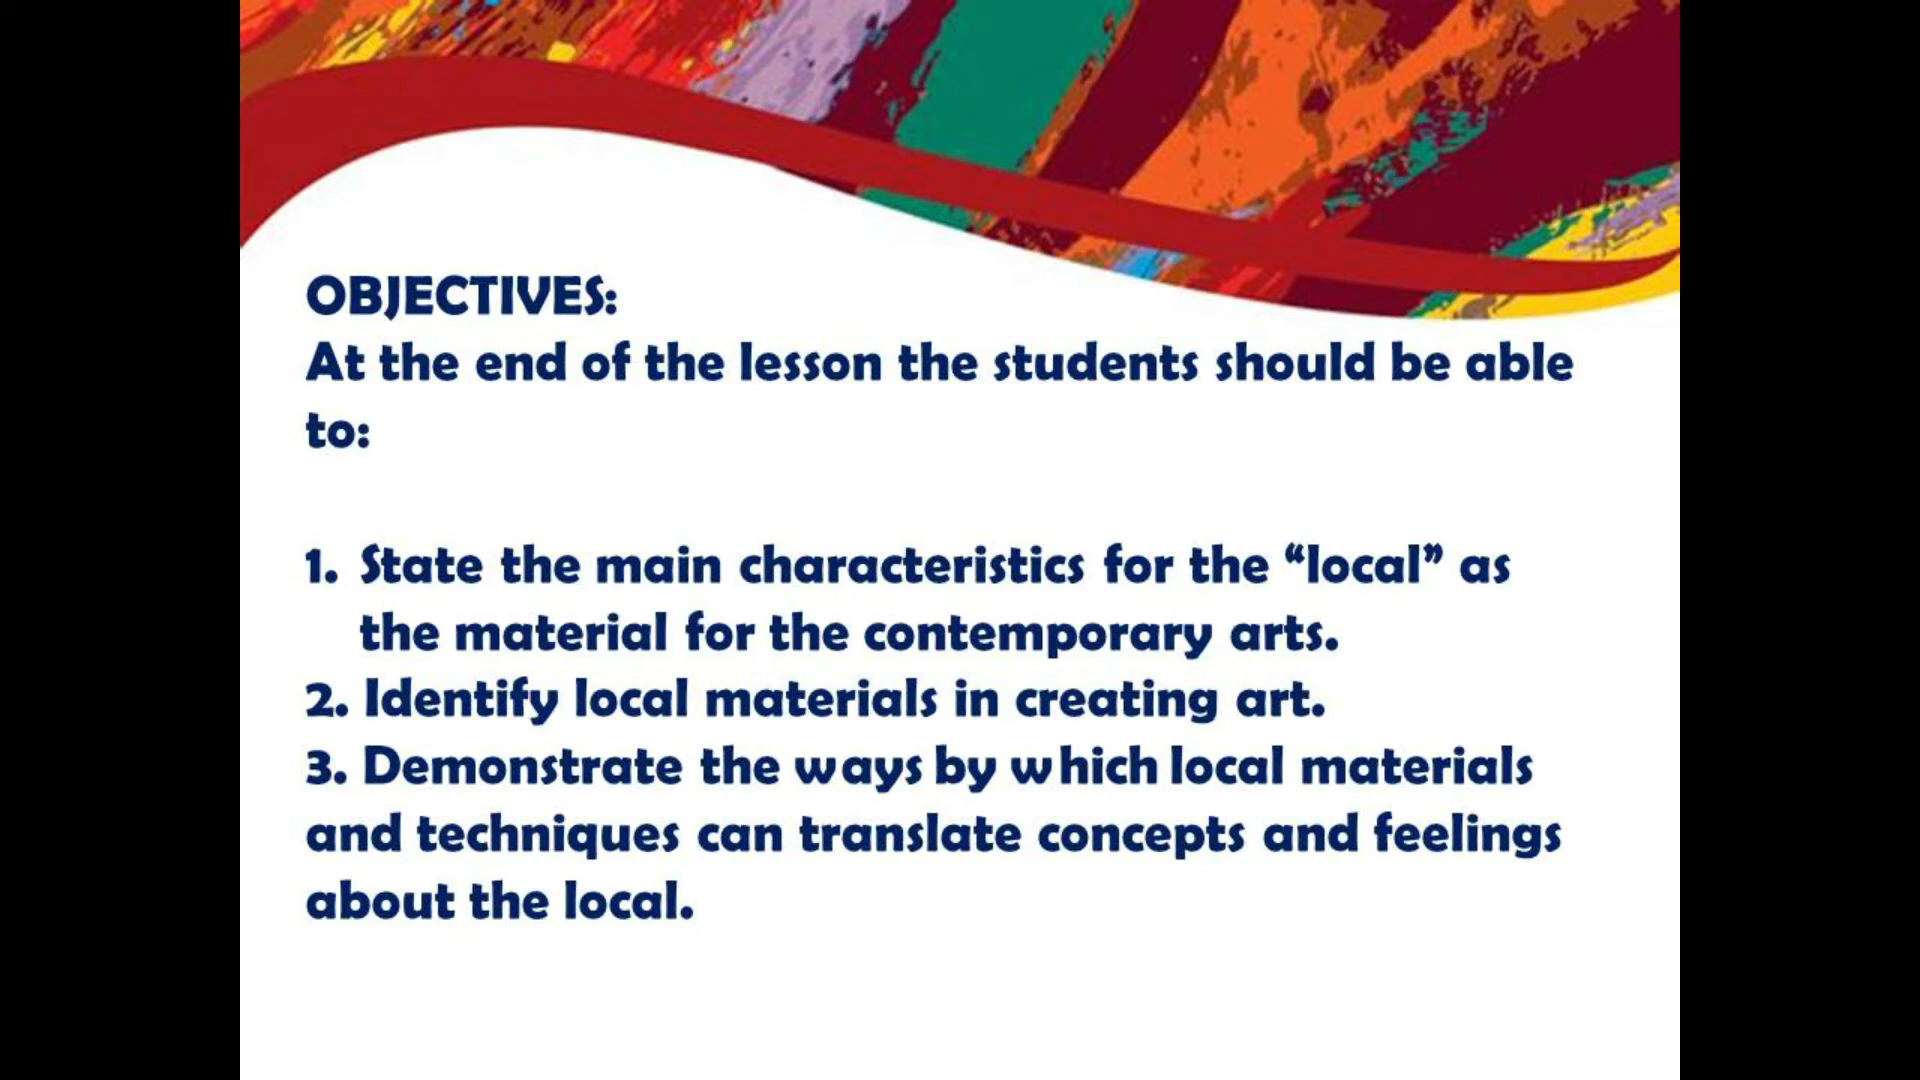 OBJECTIVES:
At the end of the lesson the students should be able
to:
1. State the main characteristics for the “local” as
the material for the contemporary arts.
2. Identify local materials in creating art.
3. Demonstrate the ways by which local materials
and techniques can translate concepts and feelings
about the local.